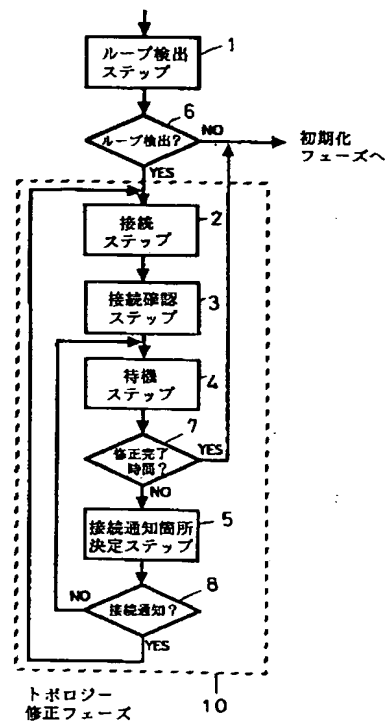 ループ検出
ステップ
1
6
ループ検出?
NO
初期化
フェーズへ
YES
接続
ステップ
2
接続確認
ステップ
3
待機
ステップ
4
7
修正完了
時間?
YES
NO
接続通知箇所
決定ステップ
5
8
NO
接続通知?
YES
トポロジー
修正フェーズ
10